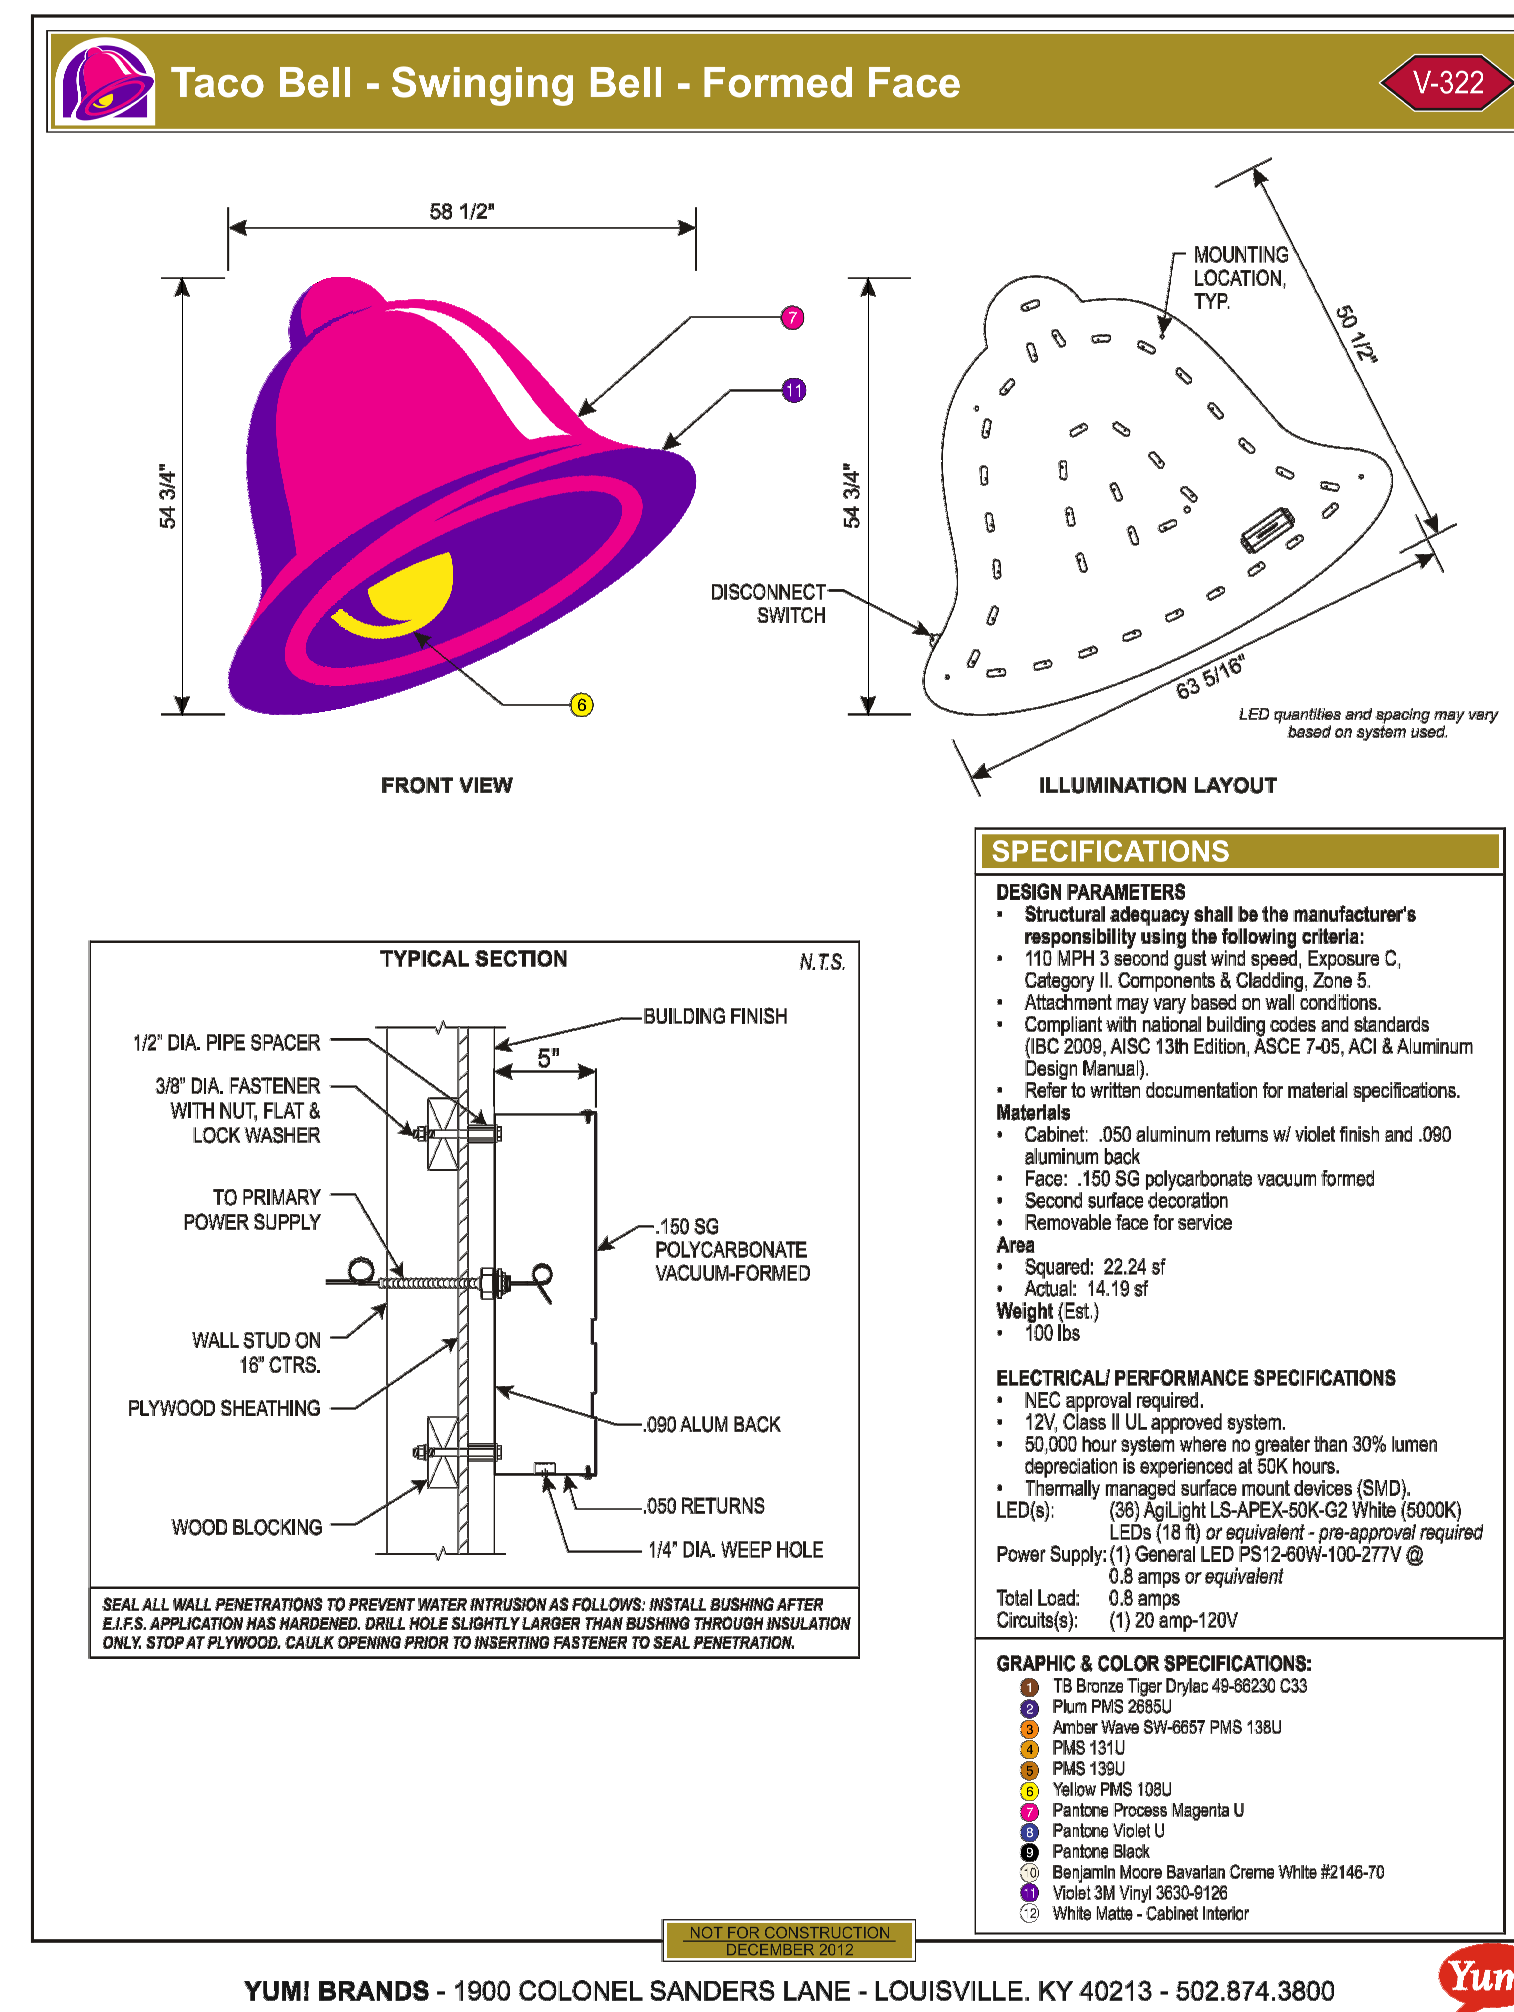 Taco Bell - Swinging Bell - Formed Face
V-322
58 1/2"
54 3/4"
7
11
6
FRONT VIEW
MOUNTING
LOCATION,
TYP.
50 1/2"
54 3/4"
DISCONNECT
SWITCH
63 5/16"
LED quantities and spacing may vary
based on system used.
ILLUMINATION LAYOUT
TYPICAL SECTION
N.T.S.
BUILDING FINISH
1/2" DIA. PIPE SPACER
5"
3/8" DIA. FASTENER
WITH NUT, FLAT &
LOCK WASHER
TO PRIMARY
POWER SUPPLY
.150 SG
POLYCARBONATE
VACUUM-FORMED
WALL STUD ON
16" CTRS.
PLYWOOD SHEATHING
.090 ALUM BACK
.050 RETURNS
WOOD BLOCKING
1/4" DIA. WEEP HOLE
SEAL ALL WALL PENETRATIONS TO PREVENT WATER INTRUSION AS FOLLOWS: INSTALL BUSHING AFTER
E.I.F.S. APPLICATION HAS HARDENED. DRILL HOLE SLIGHTLY LARGER THAN BUSHING THROUGH INSULATION
ONLY. STOP AT PLYWOOD. CAULK OPENING PRIOR TO INSERTING FASTENER TO SEAL PENETRATION.
SPECIFICATIONS
DESIGN PARAMETERS
• Structural adequacy shall be the manufacturer's
responsibility using the following criteria:
• 110 MPH 3 second gust wind speed, Exposure C,
Category II. Components & Cladding, Zone 5.
• Attachment may vary based on wall conditions.
• Compliant with national building codes and standards
(IBC 2009, AISC 13th Edition, ASCE 7-05, ACI & Aluminum
Design Manual).
• Refer to written documentation for material specifications.
Materials
• Cabinet: .050 aluminum returns w/ violet finish and .090
aluminum back
• Face: .150 SG polycarbonate vacuum formed
• Second surface decoration
• Removable face for service
Area
• Squared: 22.24 sf
• Actual: 14.19 sf
Weight (Est.)
• 100 lbs
ELECTRICAL/ PERFORMANCE SPECIFICATIONS
• NEC approval required.
• 12V, Class II UL approved system.
• 50,000 hour system where no greater than 30% lumen
depreciation is experienced at 50K hours.
• Thermally managed surface mount devices (SMD).
LED(s): (36) AgiLight LS-APEX-50K-G2 White (5000K)
LEDs (18 ft) or equivalent - pre-approval required
Power Supply: (1) General LED PS12-60W-100-277V @
0.8 amps or equivalent
Total Load: 0.8 amps
Circuits(s): (1) 20 amp-120V
GRAPHIC & COLOR SPECIFICATIONS:
1 TB Bronze Tiger Drylac 49-66230 C33
2 Plum PMS 2685U
3 Amber Wave SW-6657 PMS 138U
4 PMS 131U
5 PMS 139U
6 Yellow PMS 108U
7 Pantone Process Magenta U
8 Pantone Violet U
9 Pantone Black
10 Benjamin Moore Bavarian Creme White #2146-70
11 Violet 3M Vinyl 3630-9126
12 White Matte - Cabinet Interior
NOT FOR CONSTRUCTION
DECEMBER 2012
YUM! BRANDS - 1900 COLONEL SANDERS LANE - LOUISVILLE. KY 40213 - 502.874.3800
Yum